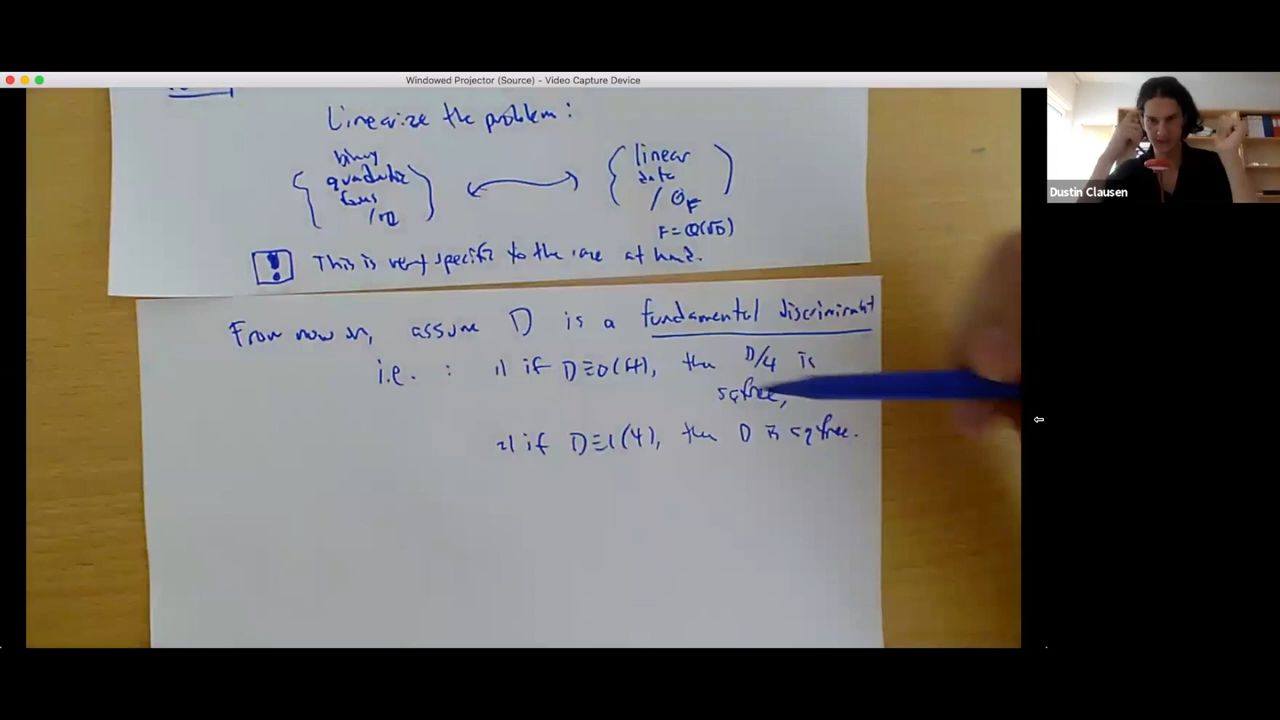 Windowed Projector (Source) - Video Capture Device
Dustin Clausen
Linearize the problem:
{ binary quadratic forms /ℤ } ↔ { linear data / O_F }
F = Q(√D)
! This is very specific to the case at hand.
From now on, assume D is a fundamental discriminant
i.e. : 1) if D≡0(4), then D/4 is
sqfree,
2) if D≡1(4), then D is sqfree.